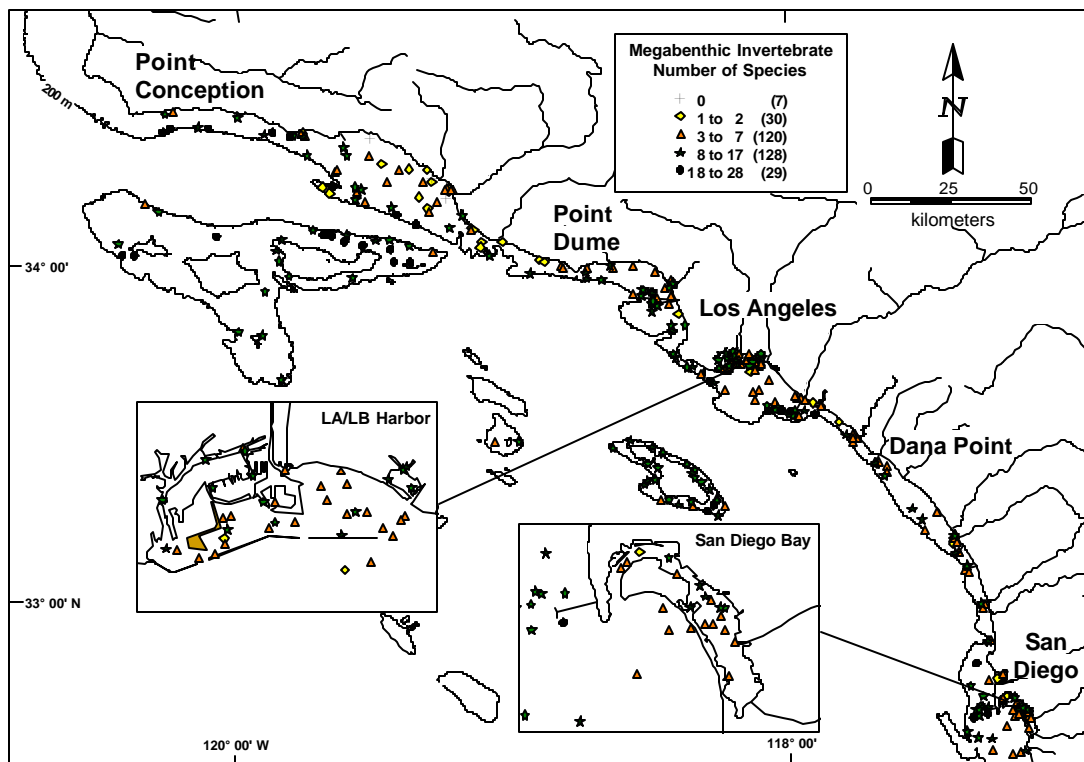 Point
Conception
200 m
Megabenthic Invertebrate
Number of Species
0 (7)
1 to 2 (30)
3 to 7 (120)
8 to 17 (128)
18 to 28 (29)
N
0 25 50
kilometers
Point
Dume
34° 00'
Los Angeles
LA/LB Harbor
Dana Point
San Diego Bay
33° 00' N
San
Diego
120° 00' W
118° 00'